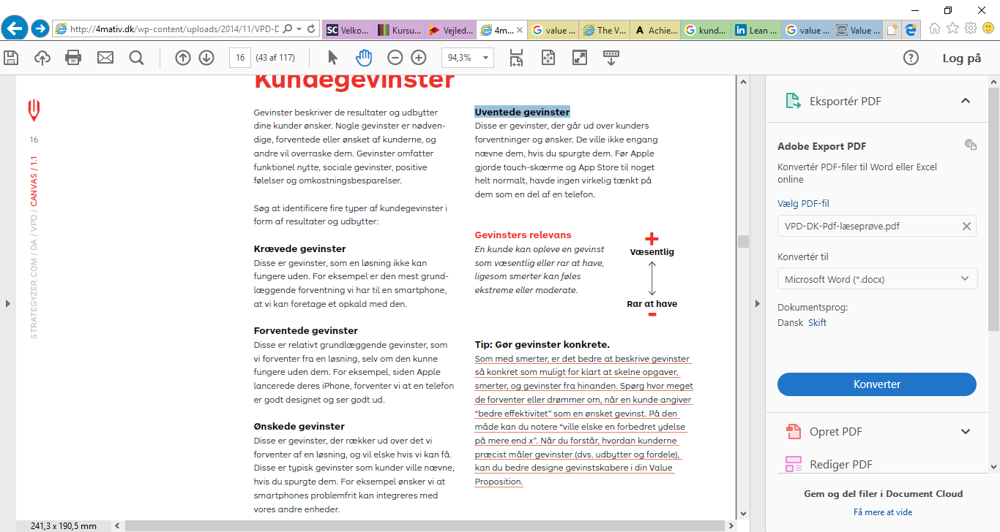 http://4mativ.dk/wp-content/uploads/2014/11/VPD-D
SC Velko...
Kursu...
Vejled...
4m...
value ...
The V...
A Achie...
kund...
Lean ...
value ...
Value ...
16 (43 af 117)
94,3%
Log på
Kundegevinster
16
STRATEGYZER.COM / DA / VPD / CANVAS / 1.1
Gevinster beskriver de resultater og udbytter
dine kunder ønsker. Nogle gevinster er nødven-
dige, forventede eller ønsket af kunderne, og
andre vil overraske dem. Gevinster omfatter
funktionel nytte, sociale gevinster, positive
følelser og omkostningsbesparelser.
Søg at identificere fire typer af kundegevinster i
form af resultater og udbytter:
Krævede gevinster
Disse er gevinster, som en løsning ikke kan
fungere uden. For eksempel er den mest grund-
læggende forventning vi har til en smartphone,
at vi kan foretage et opkald med den.
Forventede gevinster
Disse er relativt grundlæggende gevinster, som
vi forventer fra en løsning, selv om den kunne
fungere uden dem. For eksempel, siden Apple
lancerede deres iPhone, forventer vi at en telefon
er godt designet og ser godt ud.
Ønskede gevinster
Disse er gevinster, der rækker ud over det vi
forventer af en løsning, og vil elske hvis vi kan få.
Disse er typisk gevinster som kunder ville nævne,
hvis du spurgte dem. For eksempel ønsker vi at
smartphones problemfrit kan integreres med
vores andre enheder.
Uventede gevinster
Disse er gevinster, der går ud over kunders
forventninger og ønsker. De ville ikke engang
nævne dem, hvis du spurgte dem. Før Apple
gjorde touch-skærme og App Store til noget
helt normalt, havde ingen virkelig tænkt på
dem som en del af en telefon.
Gevinsters relevans
En kunde kan opleve en gevinst
som væsentlig eller rar at have,
ligesom smerter kan føles
ekstreme eller moderate.
+
Væsentlig
Rar at have
-
Tip: Gør gevinster konkrete.
Som med smerter, er det bedre at beskrive gevinster
så konkret som muligt for klart at skelne opgaver,
smerter, og gevinster fra hinanden. Spørg hvor meget
de forventer eller drømmer om, når en kunde angiver
“bedre effektivitet” som en ønsket gevinst. På den
måde kan du notere “ville elske en forbedret ydelse
på mere end x”. Når du forstår, hvordan kunderne
præcist måler gevinster (dvs. udbytter og fordele),
kan du bedre designe gevinstskabere i din Value
Proposition.
241,3 x 190,5 mm
Eksportér PDF
Adobe Export PDF
Konvertér PDF-filer til Word eller Excel
online
Vælg PDF-fil
VPD-DK-Pdf-læseprøve.pdf
Konvertér til
Microsoft Word (*.docx)
Dokumentsprog:
Dansk Skift
Konverter
Opret PDF
Rediger PDF
Gem og del filer i Document Cloud
Få mere at vide